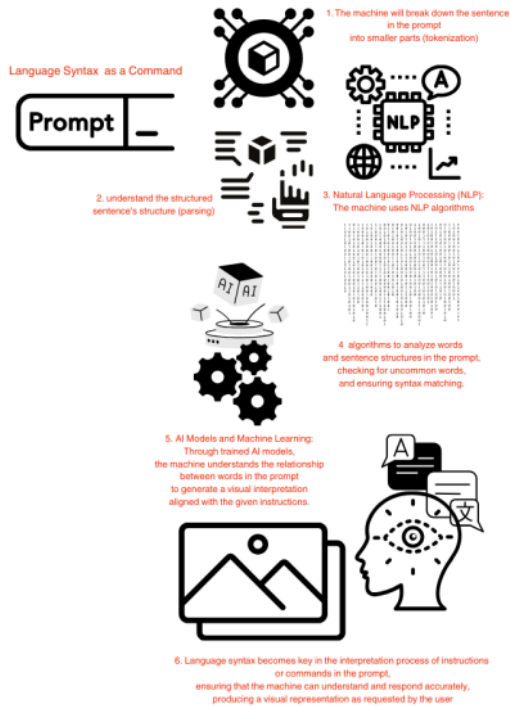 Language Syntax as a Command
Prompt
1. The machine will break down the sentence
in the prompt
into smaller parts (tokenization)
A
NLP
2. understand the structured
sentence's structure (parsing)
3. Natural Language Processing (NLP):
The machine uses NLP algorithms
AI AI
4 algorithms to analyze words
and sentence structures in the prompt,
checking for uncommon words,
and ensuring syntax matching.
5. AI Models and Machine Learning:
Through trained AI models,
the machine understands the relationship
between words in the prompt
to generate a visual interpretation
aligned with the given instructions.
A
文
6. Language syntax becomes key in the interpretation process of instructions
or commands in the prompt,
ensuring that the machine can understand and respond accurately,
producing a visual representation as requested by the user